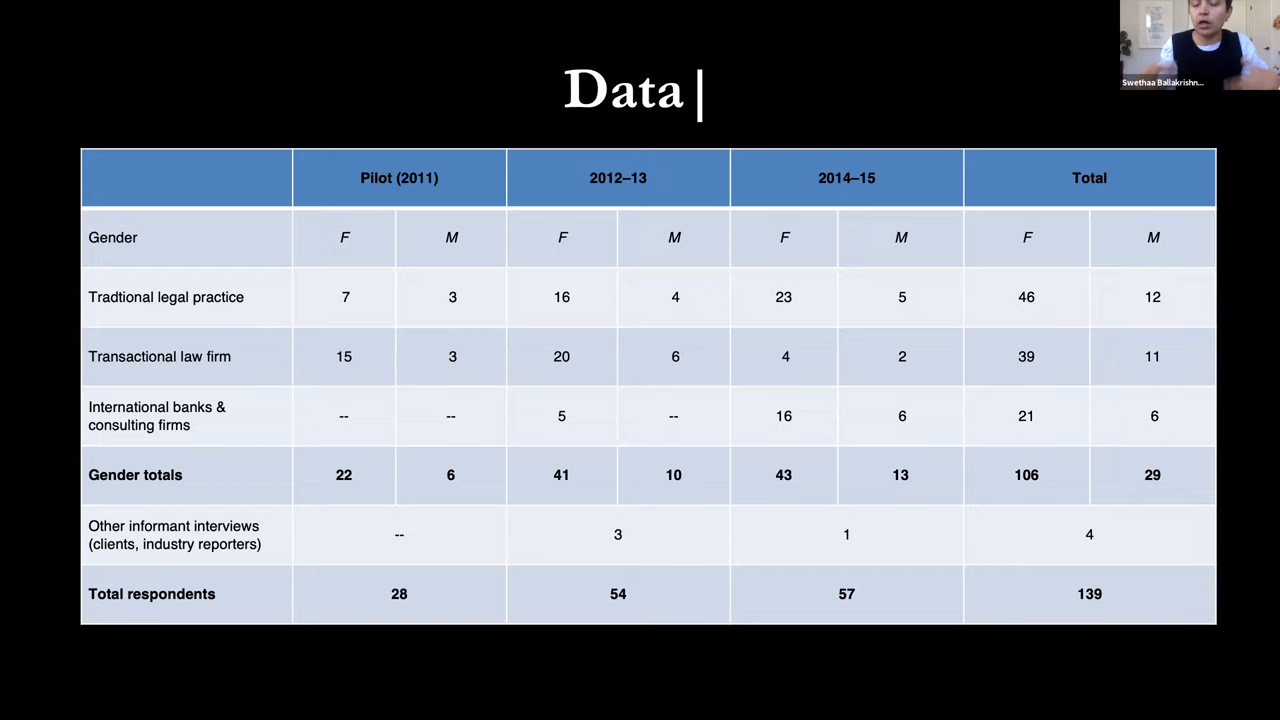 Swethaa Ballakrishn...
Data|
Pilot (2011) 2012–13 2014–15 Total
Gender F M F M F M F M
Tradtional legal practice 7 3 16 4 23 5 46 12
Transactional law firm 15 3 20 6 4 2 39 11
International banks &
consulting firms -- -- 5 -- 16 6 21 6
Gender totals 22 6 41 10 43 13 106 29
Other informant interviews
(clients, industry reporters) -- 3 1 4
Total respondents 28 54 57 139